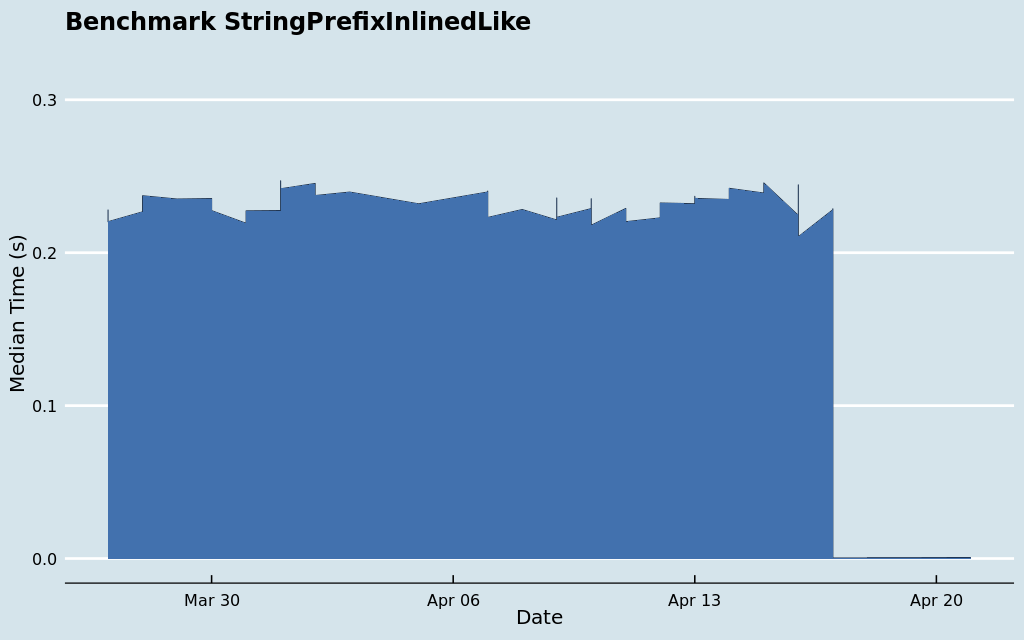 Benchmark StringPrefixInlinedLike
Median Time (s)
0.3
0.2
0.1
0.0
Mar 30
Apr 06
Apr 13
Apr 20
Date